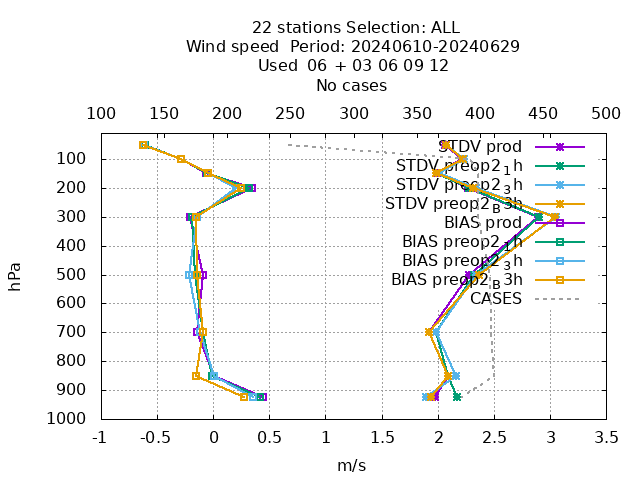 22 stations Selection: ALL
Wind speed  Period: 20240610-20240629
Used  06 + 03 06 09 12
No cases
100 150 200 250 300 350 400 450 500
STDV prod
STDV preop2_1h
STDV preop2_3h
STDV preop2_B3h
BIAS prod
BIAS preop2_1h
BIAS preop2_3h
BIAS preop2_B3h
CASES
hPa
100
200
300
400
500
600
700
800
900
1000
-1 -0.5 0 0.5 1 1.5 2 2.5 3 3.5
m/s